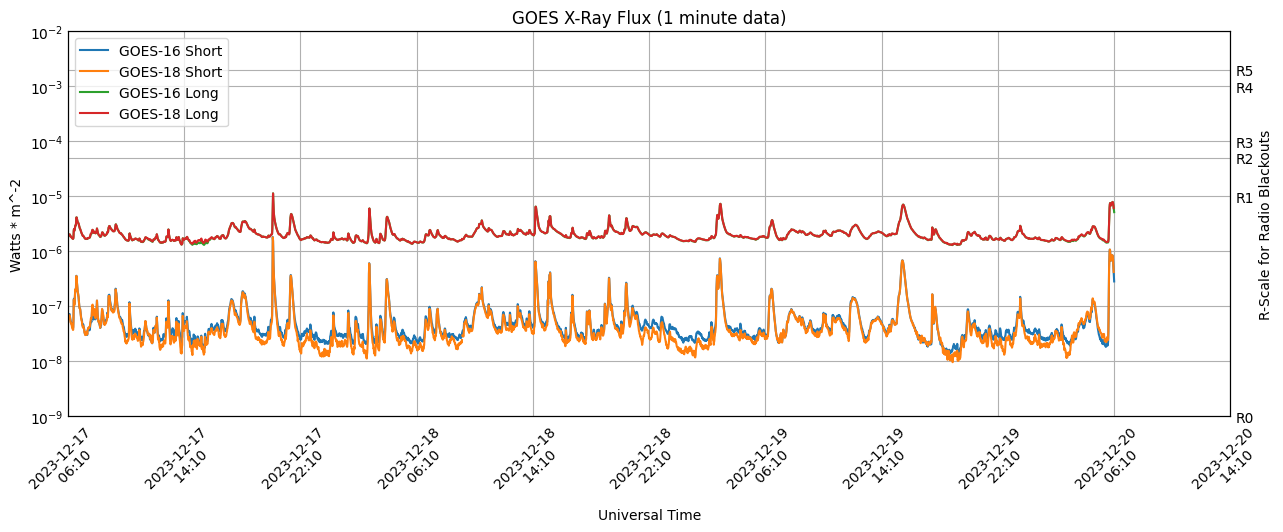 GOES X-Ray Flux (1 minute data)
GOES-16 Short
GOES-18 Short
GOES-16 Long
GOES-18 Long
10^-2
10^-3
10^-4
10^-5
10^-6
10^-7
10^-8
10^-9
Watts * m^-2
R5
R4
R3
R2
R1
R0
R-Scale for Radio Blackouts
2023-12-17
06:10
2023-12-17
14:10
2023-12-17
22:10
2023-12-18
06:10
2023-12-18
14:10
2023-12-18
22:10
2023-12-19
06:10
2023-12-19
14:10
2023-12-19
22:10
2023-12-20
06:10
2023-12-20
14:10
Universal Time